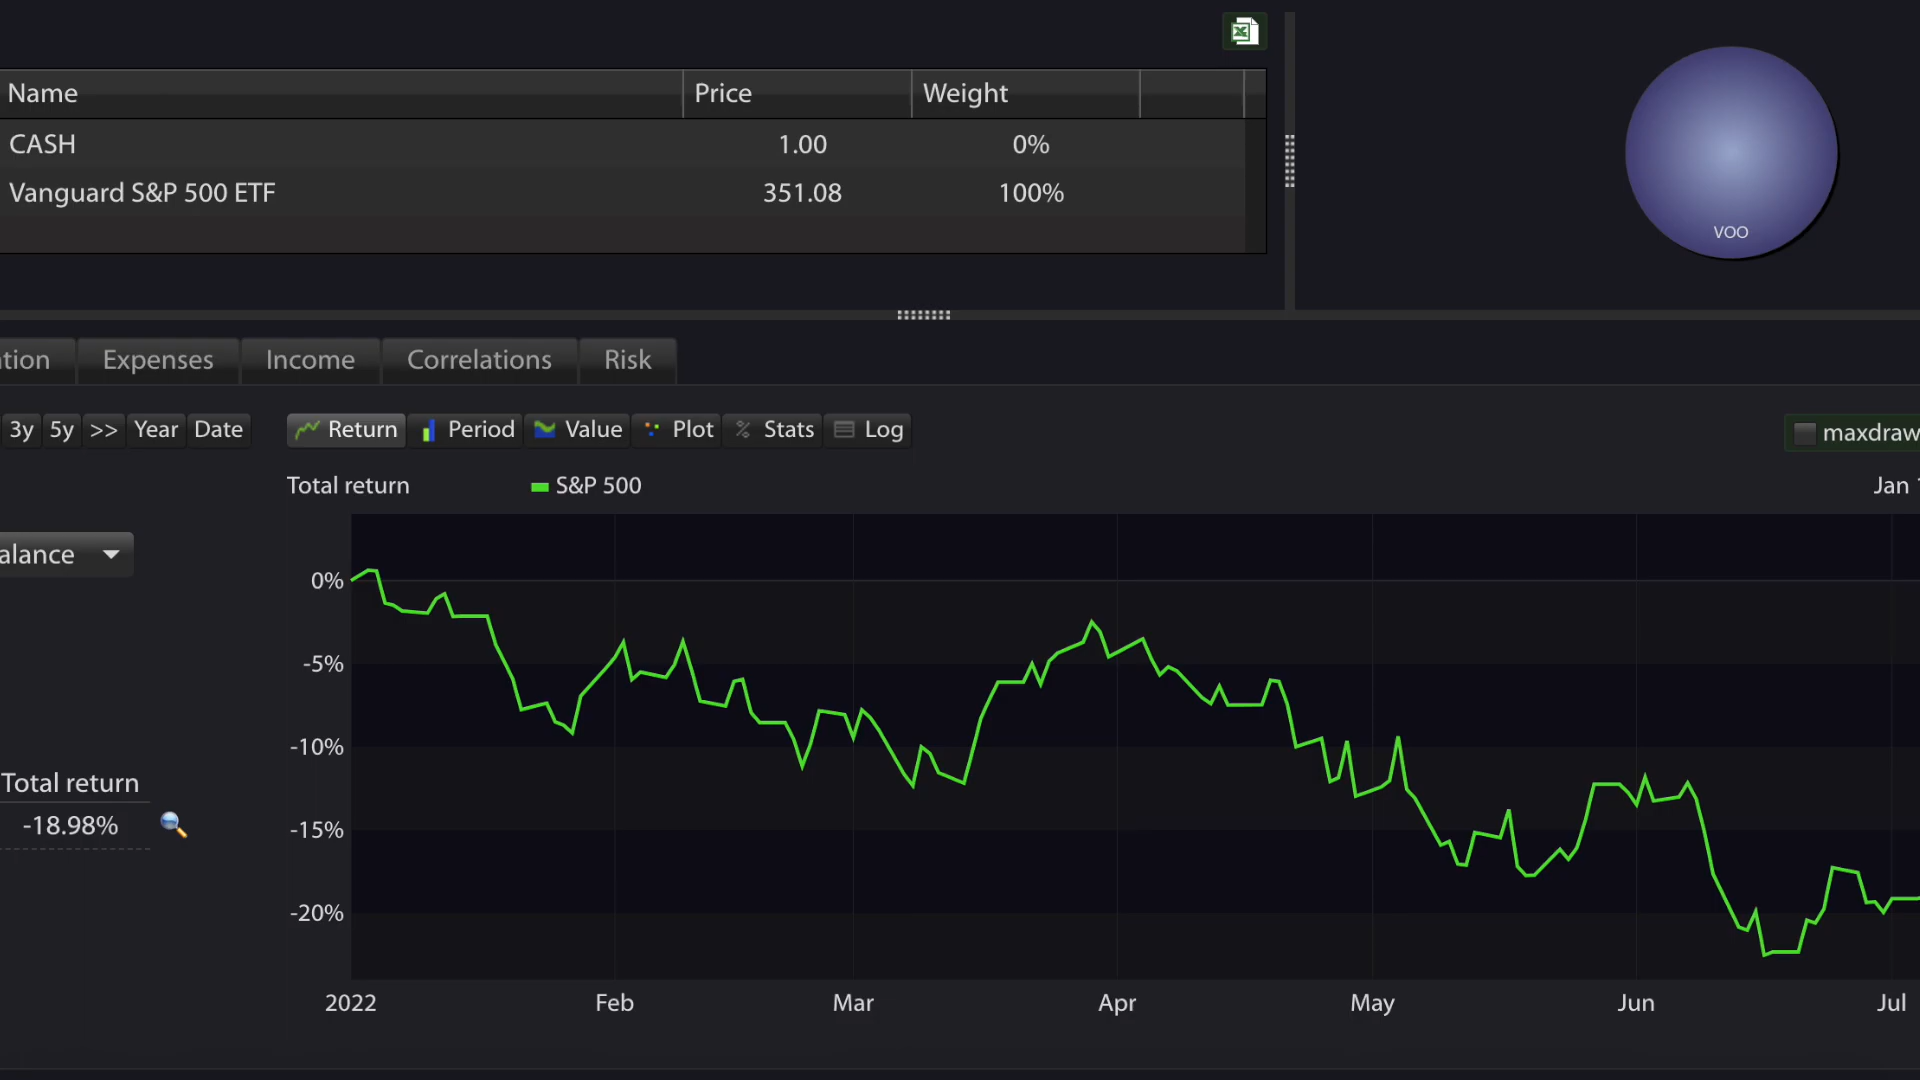 Name Price Weight
CASH 1.00 0%
Vanguard S&P 500 ETF 351.08 100%
VOO
tion Expenses Income Correlations Risk
3y 5y >> Year Date Return Period Value Plot Stats Log maxdraw
Total return S&P 500 Jan
alance
0%
-5%
-10%
-15%
-20%
Total return
-18.98%
2022 Feb Mar Apr May Jun Jul